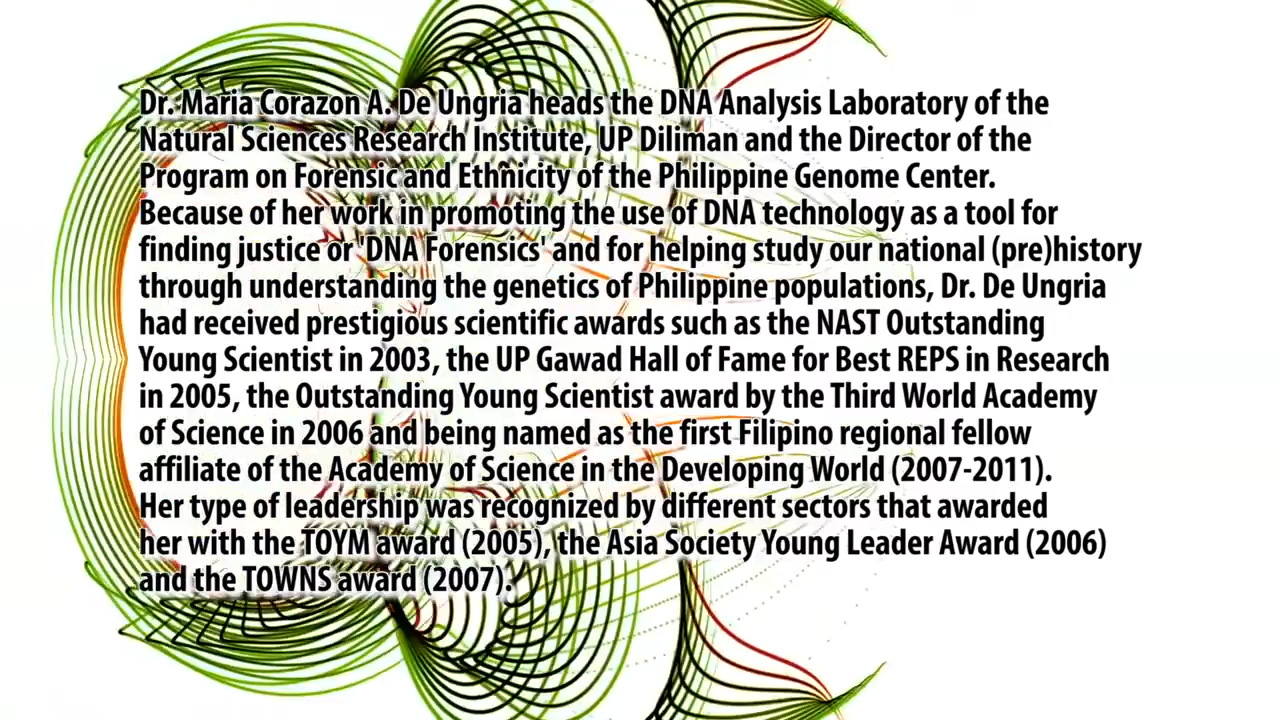 Dr. Maria Corazon A. De Ungria heads the DNA Analysis Laboratory of the
Natural Sciences Research Institute, UP Diliman and the Director of the
Program on Forensic and Ethñicity of the Philippine Genome Center.
Because of her work in promoting the use of DNA technology as a tool for
finding justice or 'DNA Forensics' and for helping study our national (pre)history
through understanding the genetics of Philippine populations, Dr. De Ungria
had received prestigious scientific awards such as the NAST Outstanding
Young Scientist in 2003, the UP Gawad Hall of Fame for Best REPS in Research
in 2005, the Outstanding Young Scientist award by the Third World Academy
of Science in 2006 and being named as the first Filipino regional fellow
affiliate of the Academy of Science in the Developing World (2007-2011).
Her type of leadership was recognized by different sectors that awarded
her with the TOYM award (2005), the Asia Society Young Leader Award (2006)
and the TOWNS award (2007).